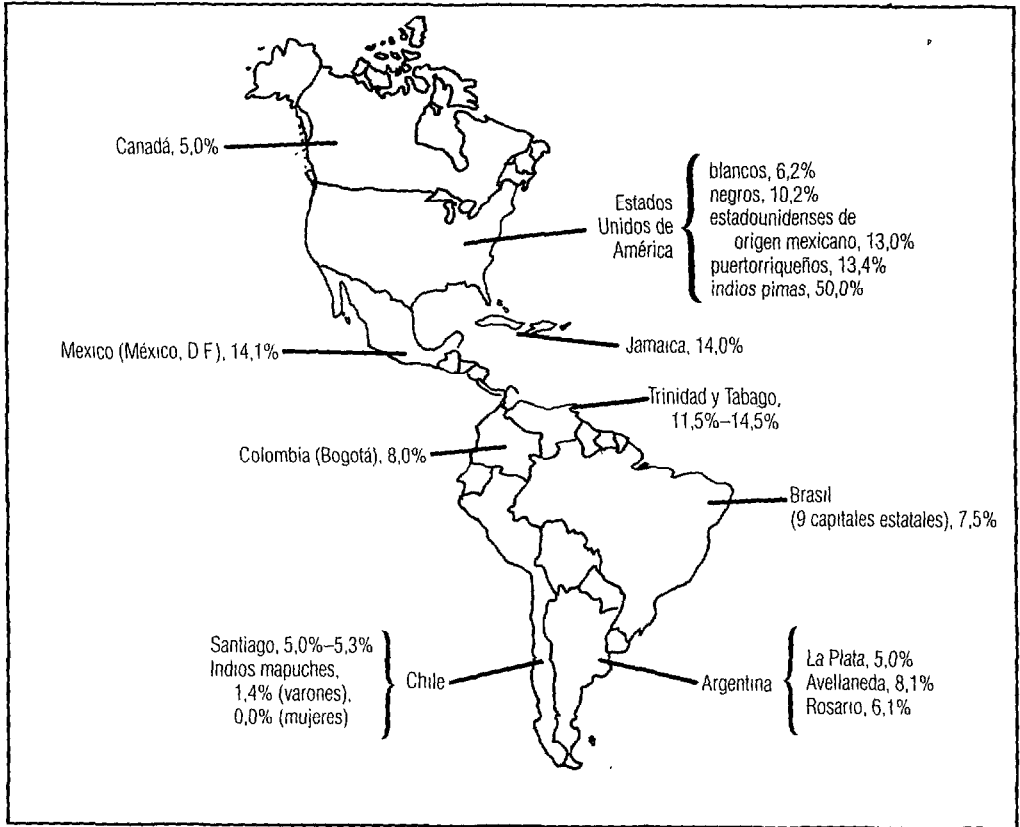 Canadá, 5,0%
Estados
Unidos de
América
blancos, 6,2%
negros, 10,2%
estadounidenses de
origen mexicano, 13,0%
puertorriqueños, 13,4%
indios pimas, 50,0%
Mexico (México, D F), 14,1%
Jamaica, 14,0%
Trinidad y Tabago,
11,5%–14,5%
Colombia (Bogotá), 8,0%
Brasil
(9 capitales estatales), 7,5%
Santiago, 5,0%–5,3%
Indios mapuches,
1,4% (varones),
0,0% (mujeres)
Chile
Argentina
La Plata, 5,0%
Avellaneda, 8,1%
Rosario, 6,1%